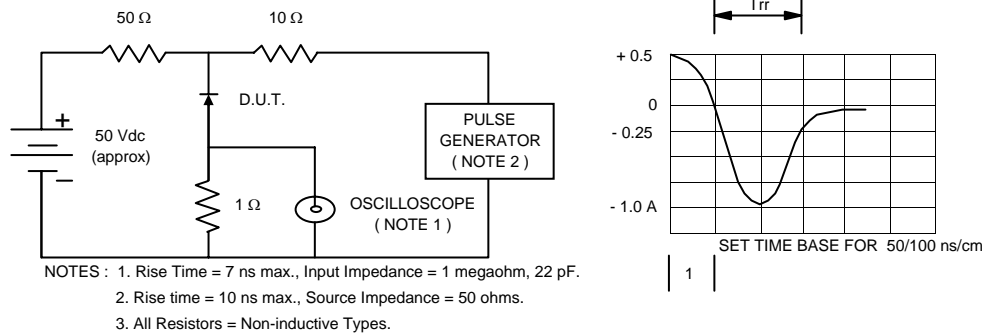 50 Ω
10 Ω
D.U.T.
+
50 Vdc
(approx)
−
1 Ω
OSCILLOSCOPE
( NOTE 1 )
PULSE
GENERATOR
( NOTE 2 )
NOTES : 1. Rise Time = 7 ns max., Input Impedance = 1 megaohm, 22 pF.
2. Rise time = 10 ns max., Source Impedance = 50 ohms.
3. All Resistors = Non-inductive Types.
Trr
+ 0.5
0
- 0.25
- 1.0 A
SET TIME BASE FOR 50/100 ns/cm
1